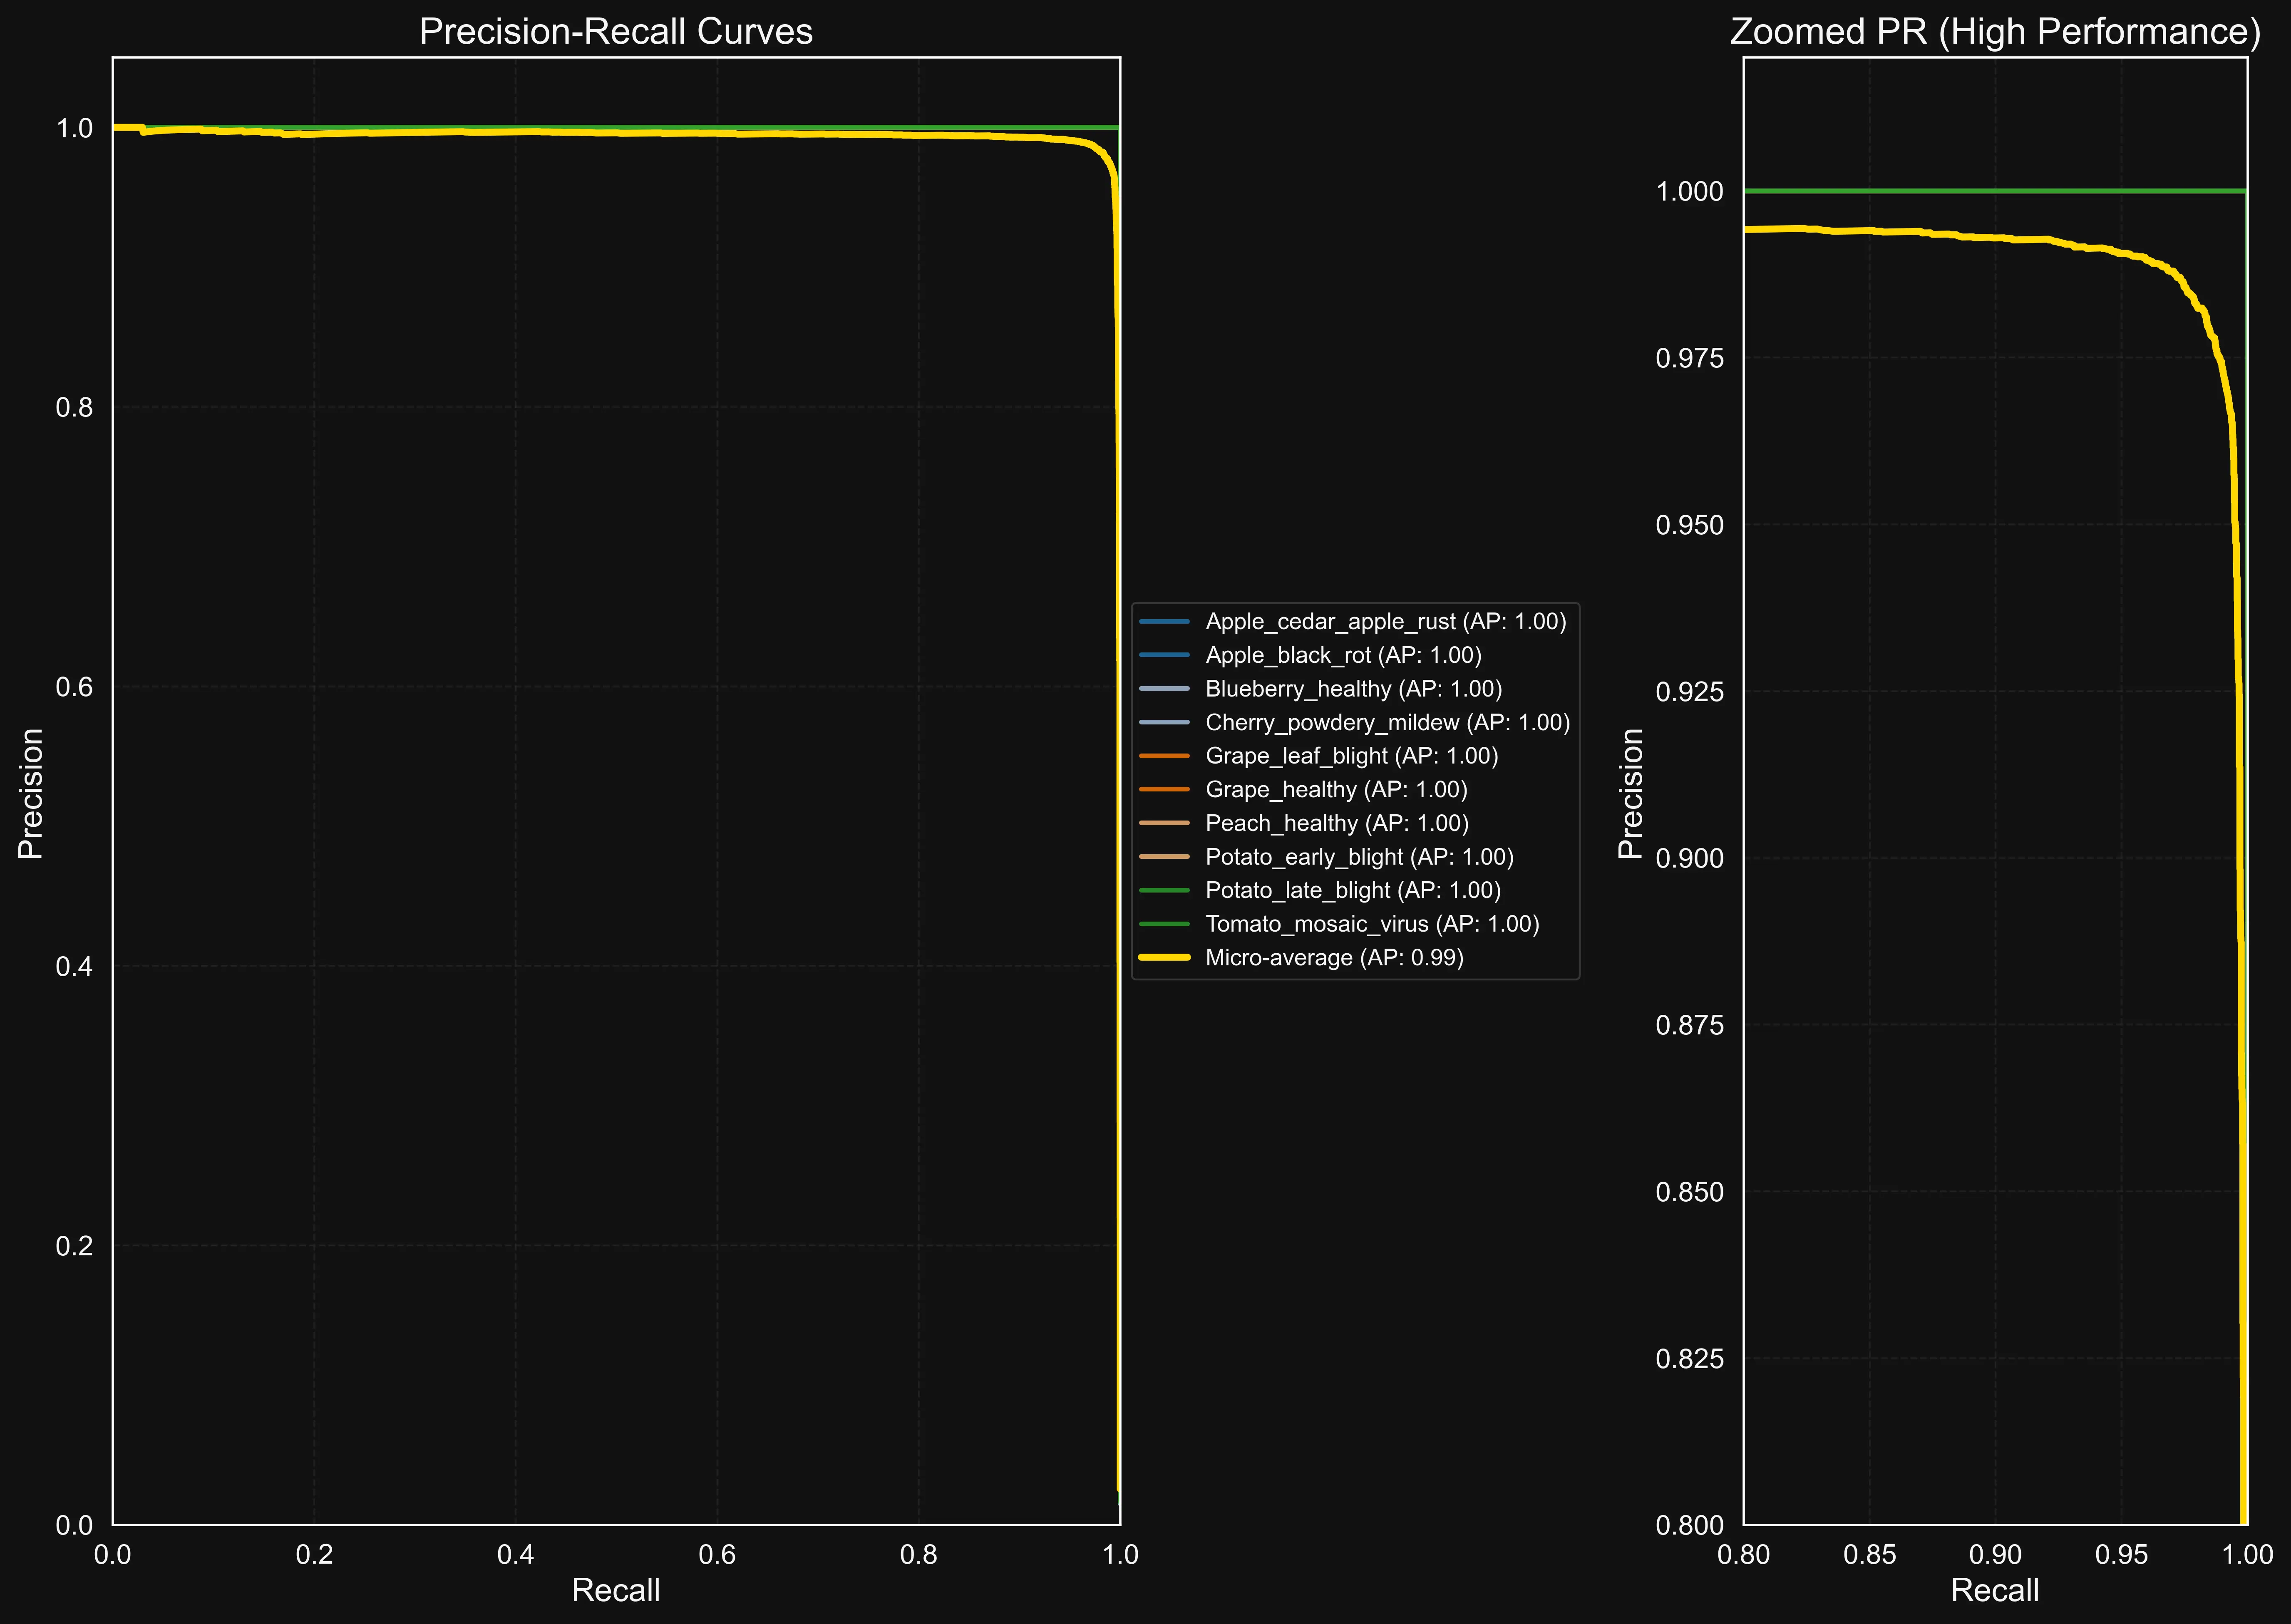 Precision-Recall Curves
1.0
0.8
0.6
0.4
0.2
0.0
Precision
0.0 0.2 0.4 0.6 0.8 1.0
Recall
Apple_cedar_apple_rust (AP: 1.00)
Apple_black_rot (AP: 1.00)
Blueberry_healthy (AP: 1.00)
Cherry_powdery_mildew (AP: 1.00)
Grape_leaf_blight (AP: 1.00)
Grape_healthy (AP: 1.00)
Peach_healthy (AP: 1.00)
Potato_early_blight (AP: 1.00)
Potato_late_blight (AP: 1.00)
Tomato_mosaic_virus (AP: 1.00)
Micro-average (AP: 0.99)
Zoomed PR (High Performance)
1.000
0.975
0.950
0.925
0.900
0.875
0.850
0.825
0.800
Precision
0.80 0.85 0.90 0.95 1.00
Recall